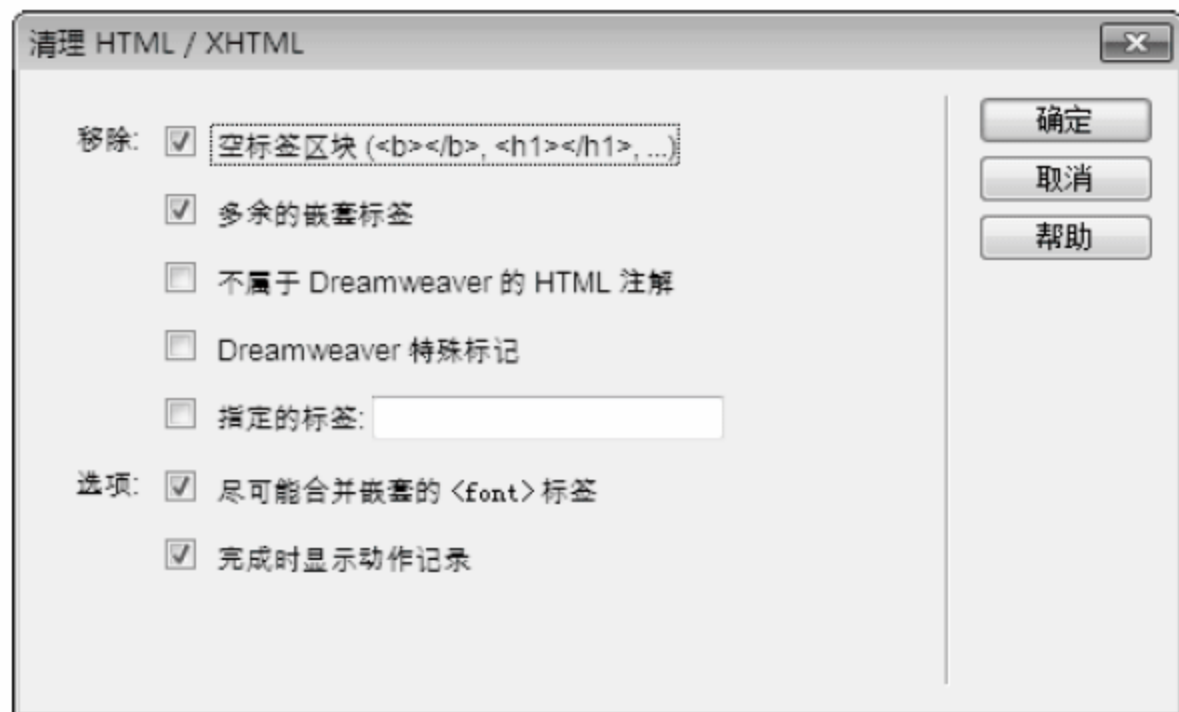 清理 HTML / XHTML
移除: 空标签区块 (<b></b>, <h1></h1>, ...)
多余的嵌套标签
不属于 Dreamweaver 的 HTML 注解
Dreamweaver 特殊标记
指定的标签:
选项: 尽可能合并嵌套的 <font> 标签
完成时显示动作记录
确定
取消
帮助